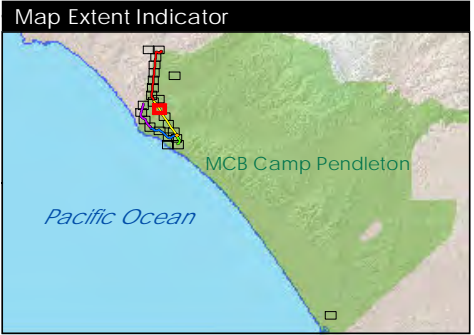 Map Extent Indicator
MCB Camp Pendleton
Pacific Ocean